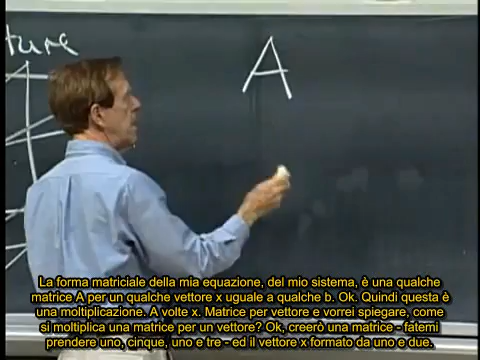 ture
A
La forma matriciale della mia equazione, del mio sistema, è una qualche
matrice A per un qualche vettore x uguale a qualche b. Ok. Quindi questa è
una moltiplicazione. A volte x. Matrice per vettore e vorrei spiegare, come
si moltiplica una matrice per un vettore? Ok, creerò una matrice - fatemi
prendere uno, cinque, uno e tre - ed il vettore x formato da uno e due.